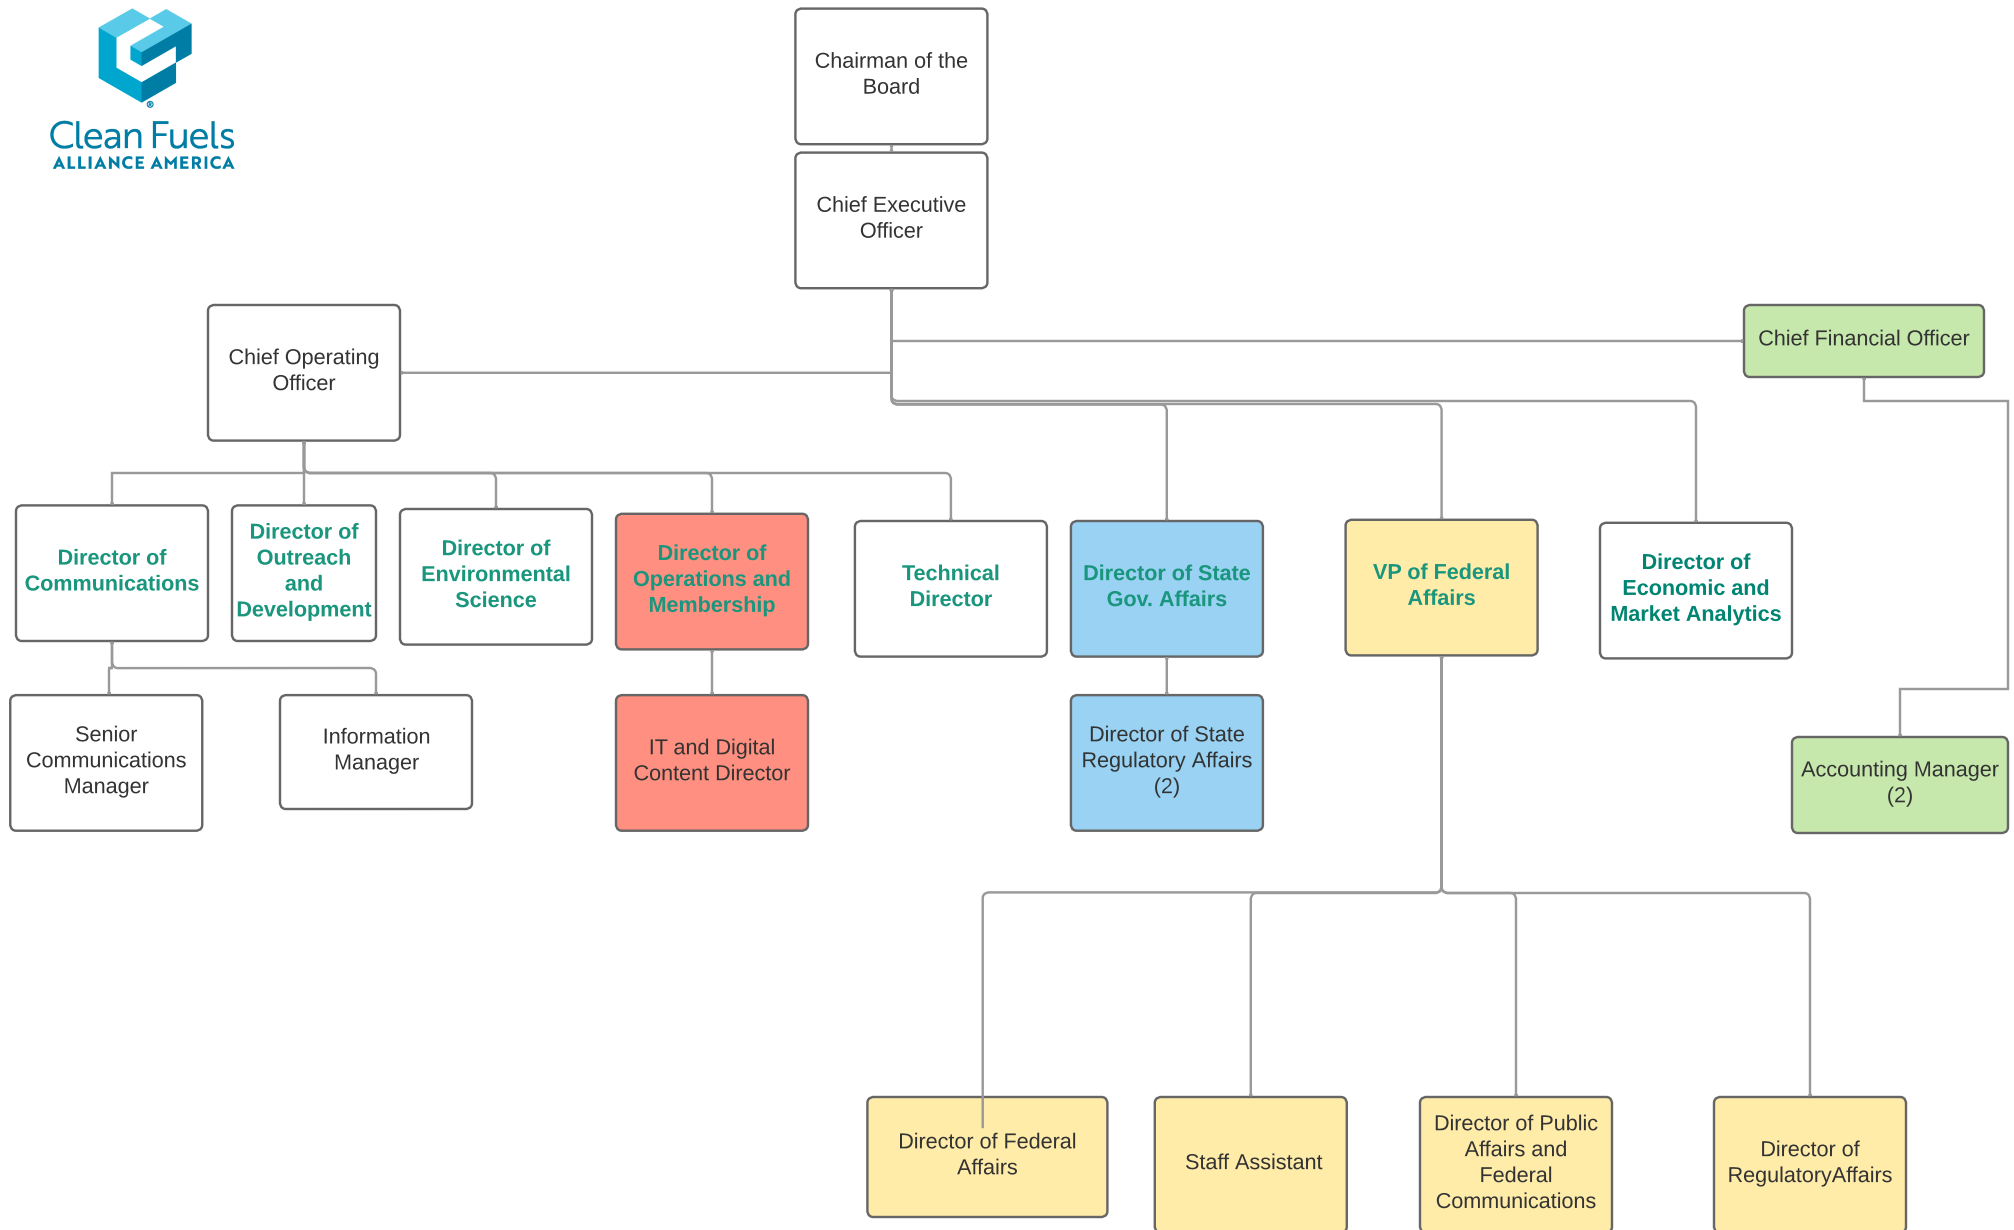 Clean Fuels
ALLIANCE AMERICA
®
Chairman of the
Board
Chief Executive
Officer
Chief Operating
Officer
Chief Financial Officer
Director of
Communications
Director of
Outreach
and
Development
Director of
Environmental
Science
Director of
Operations and
Membership
Technical
Director
Director of State
Gov. Affairs
VP of Federal
Affairs
Director of
Economic and
Market Analytics
Senior
Communications
Manager
Information
Manager
IT and Digital
Content Director
Director of State
Regulatory Affairs
(2)
Accounting Manager
(2)
Director of Federal
Affairs
Staff Assistant
Director of Public
Affairs and
Federal
Communications
Director of
RegulatoryAffairs